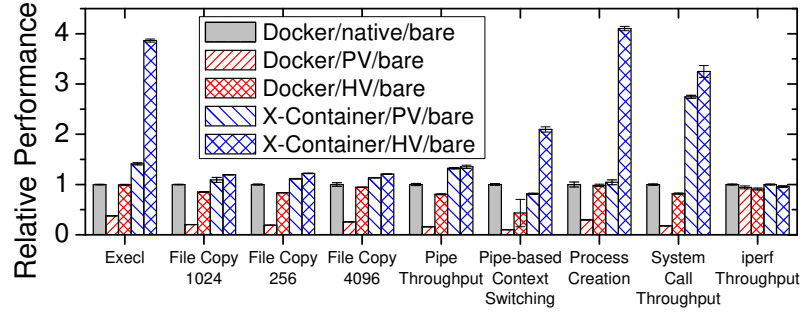 Relative Performance
4
3
2
1
0
Docker/native/bare
Docker/PV/bare
Docker/HV/bare
X-Container/PV/bare
X-Container/HV/bare
Execl
File Copy
1024
File Copy
256
File Copy
4096
Pipe
Throughput
Pipe-based
Context
Switching
Process
Creation
System
Call
Throughput
iperf
Throughput